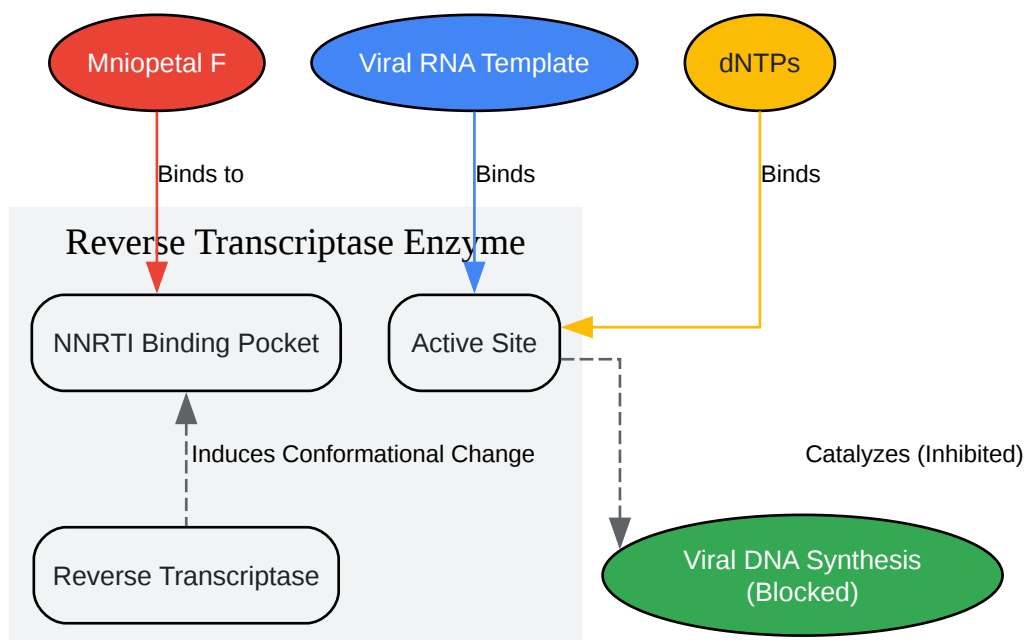 Mniopetal F
Viral RNA Template
dNTPs
Binds to
Binds
Binds
Reverse Transcriptase Enzyme
NNRTI Binding Pocket
Active Site
Induces Conformational Change
Catalyzes (Inhibited)
Reverse Transcriptase
Viral DNA Synthesis
(Blocked)